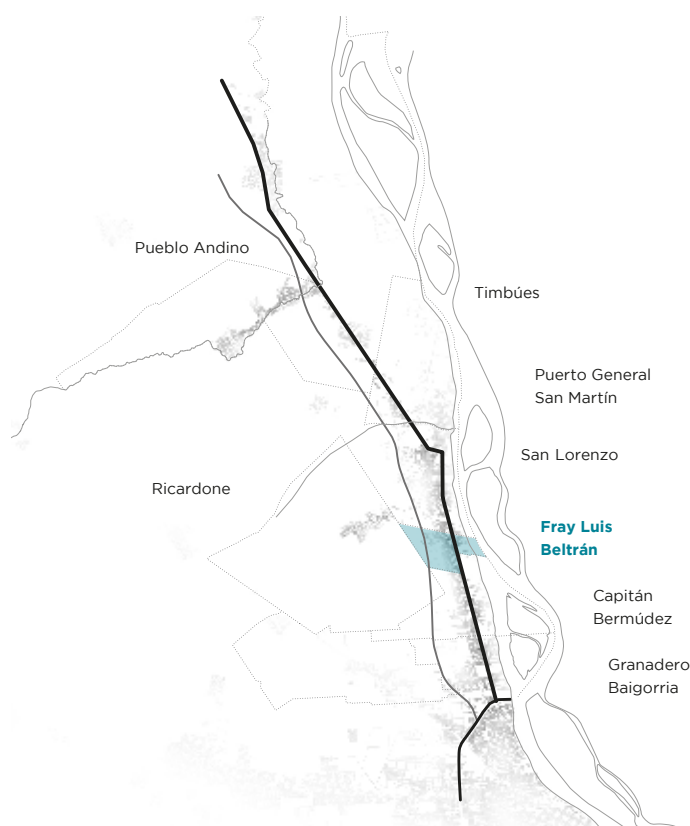 Pueblo Andino
Timbúes
Puerto General
San Martín
San Lorenzo
Ricardone
Fray Luis
Beltrán
Capitán
Bermúdez
Granadero
Baigorria